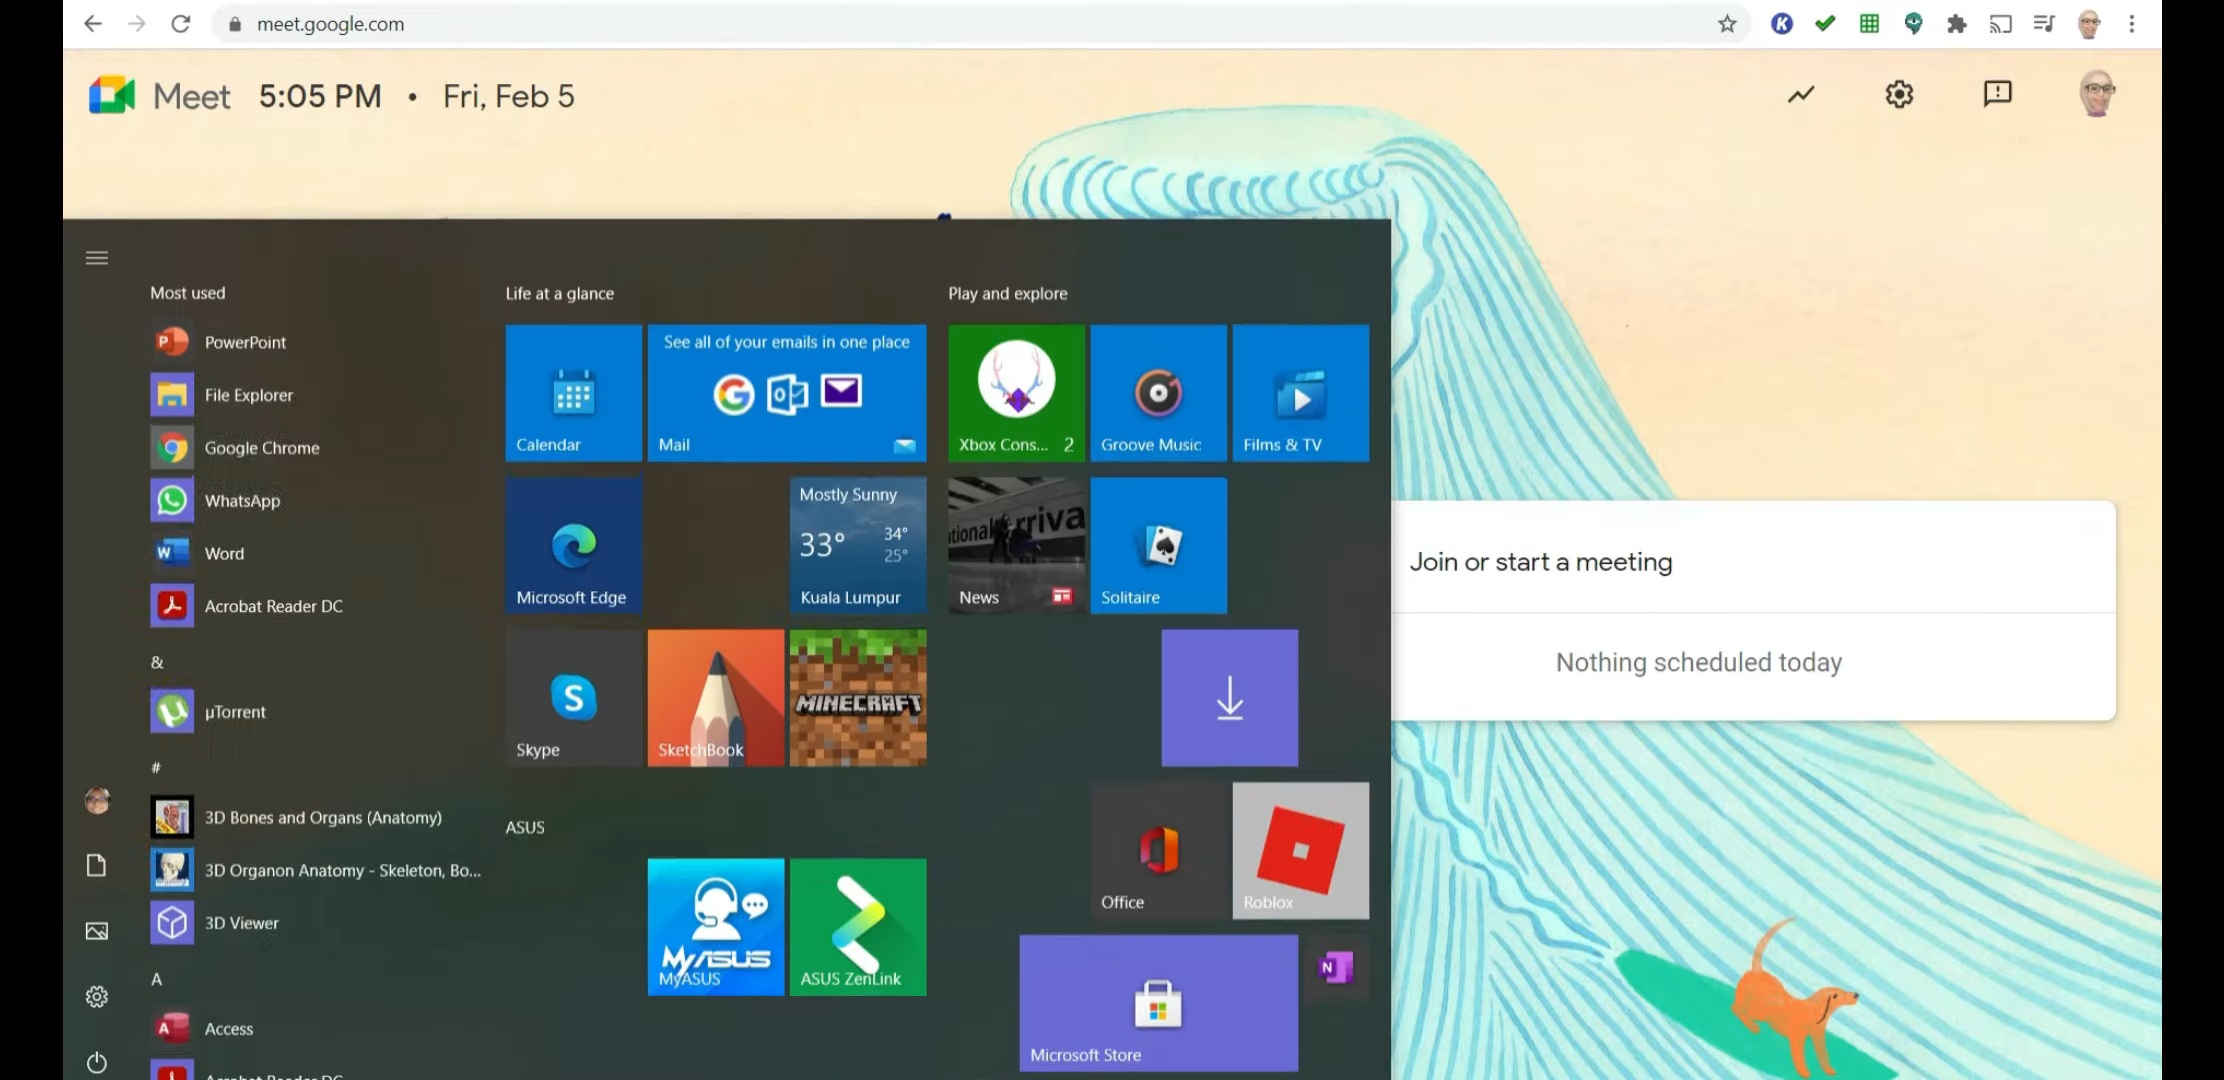 meet.google.com
K
Meet 5:05 PM • Fri, Feb 5
Most used
PowerPoint
File Explorer
Google Chrome
WhatsApp
Word
Acrobat Reader DC
&
µTorrent
#
3D Bones and Organs (Anatomy)
3D Organon Anatomy - Skeleton, Bo...
3D Viewer
A
Access
Acrobat Reader DC
Life at a glance
Calendar
See all of your emails in one place
Mail
Microsoft Edge
Mostly Sunny
33° 34°
25°
Kuala Lumpur
Skype
SketchBook
MINECRAFT
ASUS
MyASUS
MyASUS
ASUS ZenLink
Play and explore
Xbox Cons... 2
Groove Music
Films & TV
News
Solitaire
Office
Roblox
Microsoft Store
Join or start a meeting
Nothing scheduled today